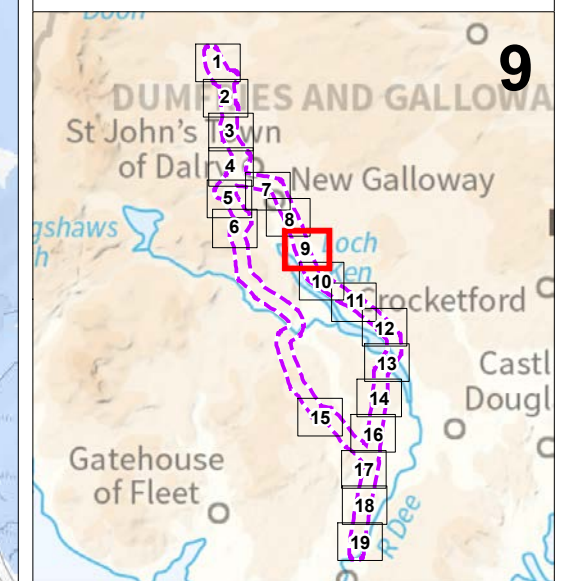 Doon
9
1
DUMFRIES AND GALLOWA
2
St John's Town
3
of Dalry
4
New Galloway
7
5
8
6
gshaws
h
9
Loch
Ken
10
11
Crocketford
12
13
Castl
Dougl
14
15
16
Gatehouse
of Fleet
17
18
R Dee
19